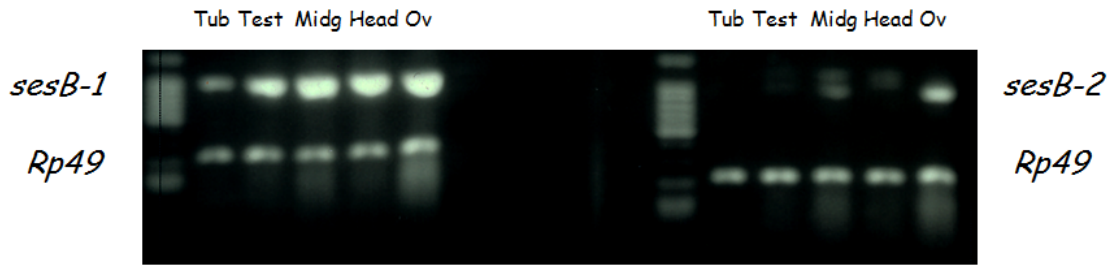 Tub Test Midg Head Ov
Tub Test Midg Head Ov
sesB-1
sesB-2
Rp49
Rp49